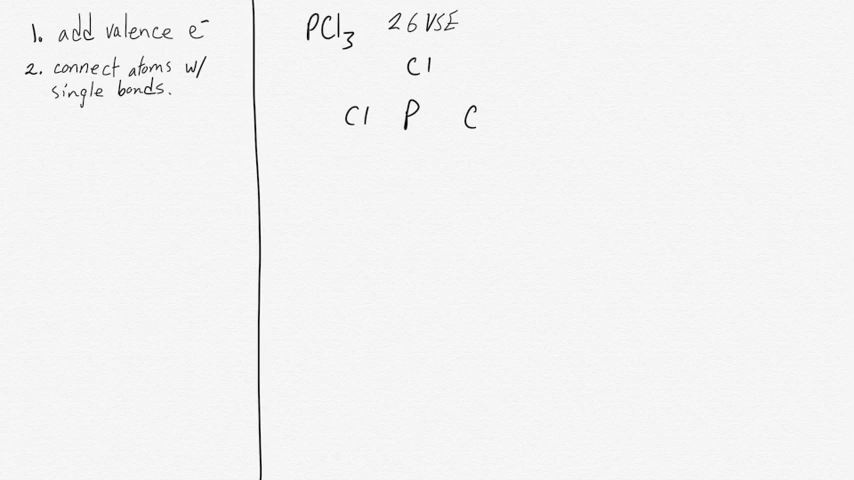 1. add valence e⁻
2. connect atoms w/
single bonds.
PCl₃ 26 VSE
Cl
Cl P C